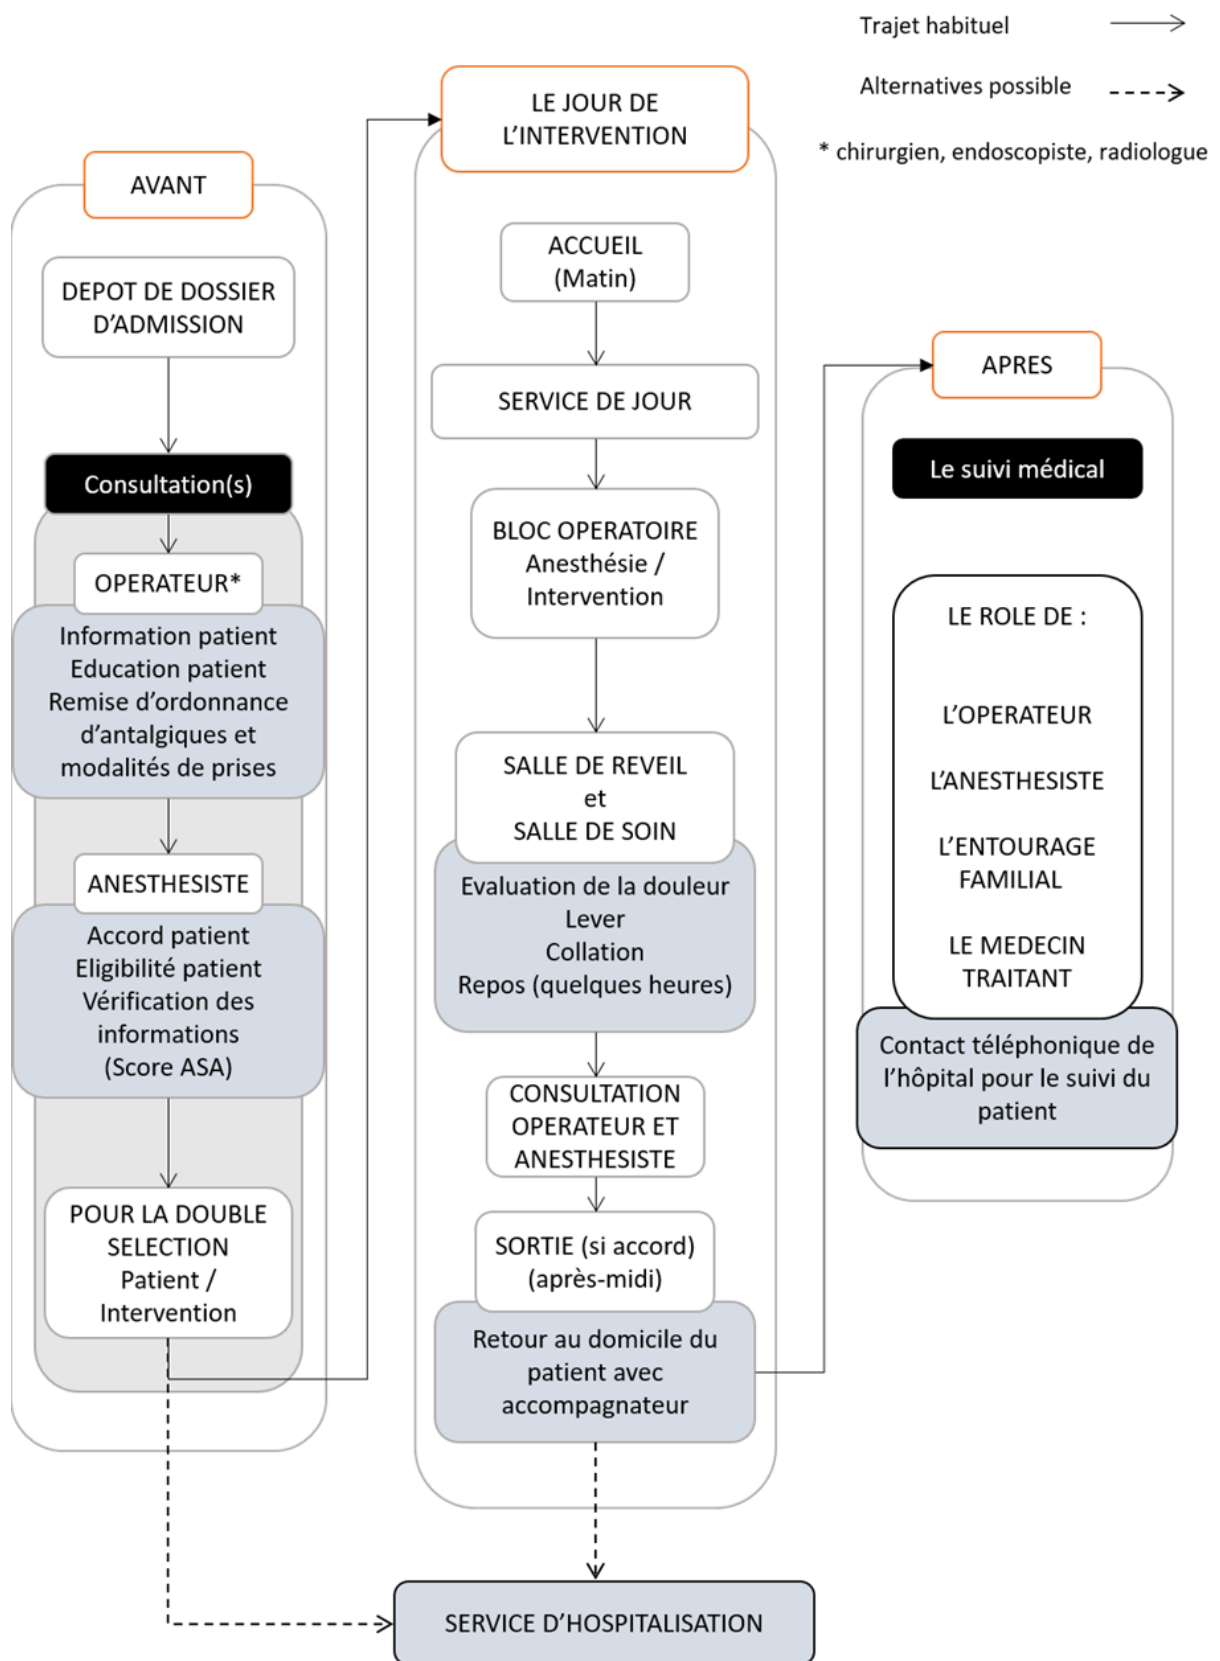 Trajet habituel
Alternatives possible
* chirurgien, endoscopiste, radiologue
AVANT
DEPOT DE DOSSIER
D’ADMISSION
Consultation(s)
OPERATEUR*
Information patient
Education patient
Remise d’ordonnance
d’antalgiques et
modalités de prises
ANESTHESISTE
Accord patient
Eligibilité patient
Vérification des
informations
(Score ASA)
POUR LA DOUBLE
SELECTION
Patient /
Intervention
LE JOUR DE
L’INTERVENTION
ACCUEIL
(Matin)
SERVICE DE JOUR
BLOC OPERATOIRE
Anesthésie /
Intervention
SALLE DE REVEIL
et
SALLE DE SOIN
Evaluation de la douleur
Lever
Collation
Repos (quelques heures)
CONSULTATION
OPERATEUR ET
ANESTHESISTE
SORTIE (si accord)
(après-midi)
Retour au domicile du
patient avec
accompagnateur
APRES
Le suivi médical
LE ROLE DE :
L’OPERATEUR
L’ANESTHESISTE
L’ENTOURAGE
FAMILIAL
LE MEDECIN
TRAITANT
Contact téléphonique de
l’hôpital pour le suivi du
patient
SERVICE D’HOSPITALISATION